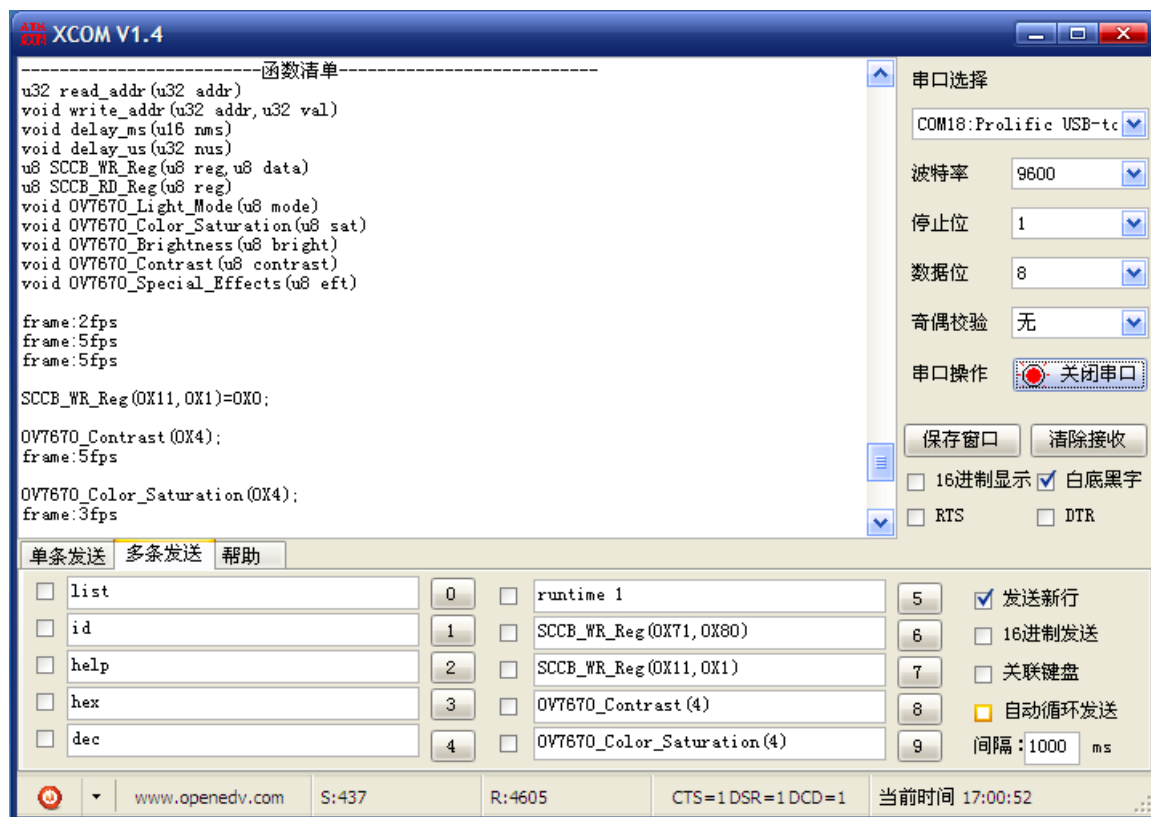 ATK
XCOM V1.4
-------------------------函数清单---------------------------
u32 read_addr(u32 addr)
void write_addr(u32 addr,u32 val)
void delay_ms(u16 nms)
void delay_us(u32 nus)
u8 SCCB_WR_Reg(u8 reg,u8 data)
u8 SCCB_RD_Reg(u8 reg)
void OV7670_Light_Mode(u8 mode)
void OV7670_Color_Saturation(u8 sat)
void OV7670_Brightness(u8 bright)
void OV7670_Contrast(u8 contrast)
void OV7670_Special_Effects(u8 eft)
frame:2fps
frame:5fps
frame:5fps
SCCB_WR_Reg(0X11,0X1)=0X0;
OV7670_Contrast(0X4);
frame:5fps
OV7670_Color_Saturation(0X4);
frame:3fps
串口选择
COM18:Prolific USB-to
波特率 9600
停止位 1
数据位 8
奇偶校验 无
串口操作 关闭串口
保存窗口 清除接收
16进制显示 白底黑字
RTS DTR
单条发送 多条发送 帮助
list 0 runtime 1 5 发送新行
id 1 SCCB_WR_Reg(0X71,0X80) 6 16进制发送
help 2 SCCB_WR_Reg(0X11,0X1) 7 关联键盘
hex 3 OV7670_Contrast(4) 8 自动循环发送
dec 4 OV7670_Color_Saturation(4) 9 间隔:1000 ms
www.openedv.com S:437 R:4605 CTS=1 DSR=1 DCD=1 当前时间 17:00:52